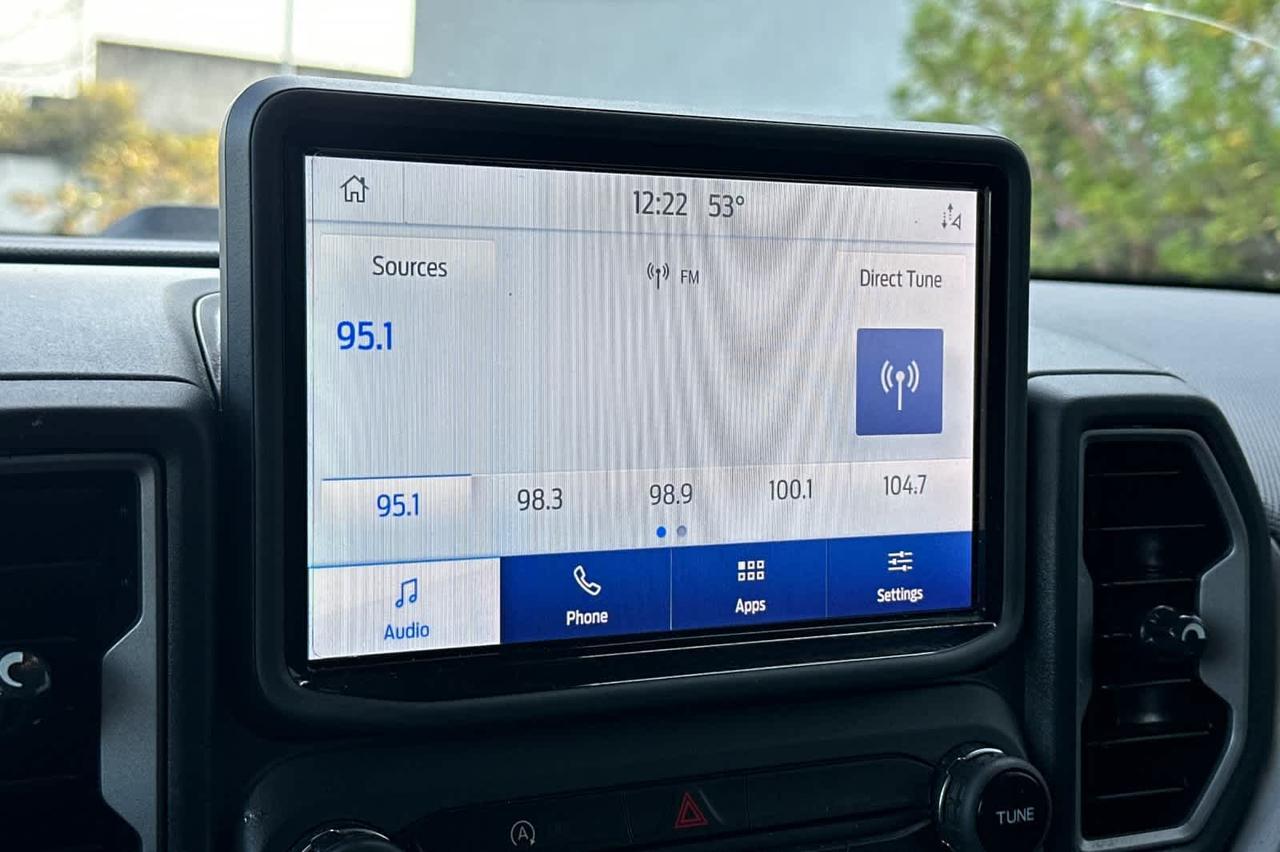 12:22 53°
Sources
FM
Direct Tune
95.1
95.1 98.3 98.9 100.1 104.7
Audio
Phone
Apps
Settings
A
TUNE